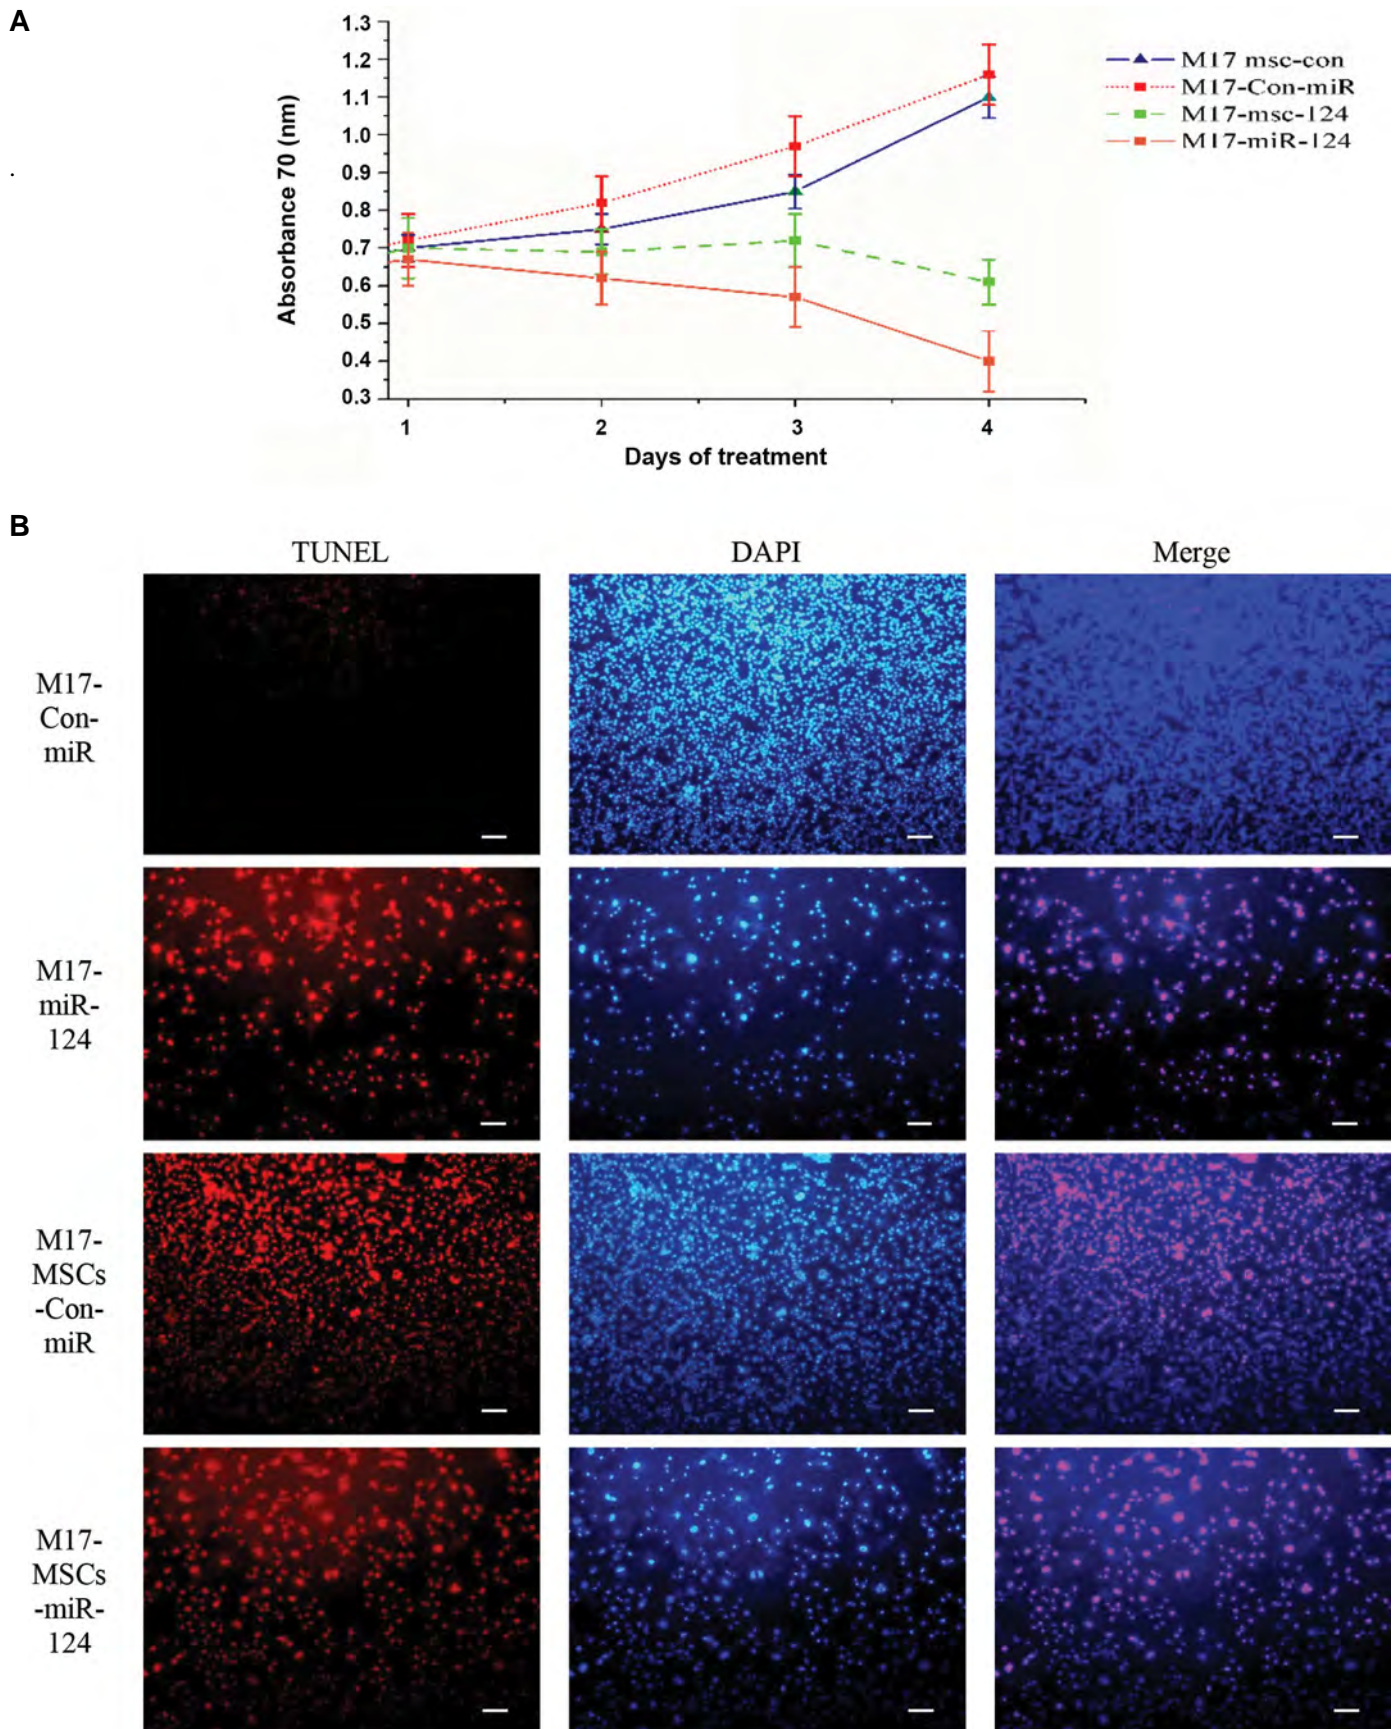 A
1.3
1.2
1.1
1.0
0.9
0.8
0.7
0.6
0.5
0.4
0.3
Absorbance 70 (nm)
1 2 3 4
Days of treatment
M17 msc-con
M17-Con-miR
M17-msc-124
M17-miR-124
B
TUNEL DAPI Merge
M17-
Con-
miR
M17-
miR-
124
M17-
MSCs
-Con-
miR
M17-
MSCs
-miR-
124